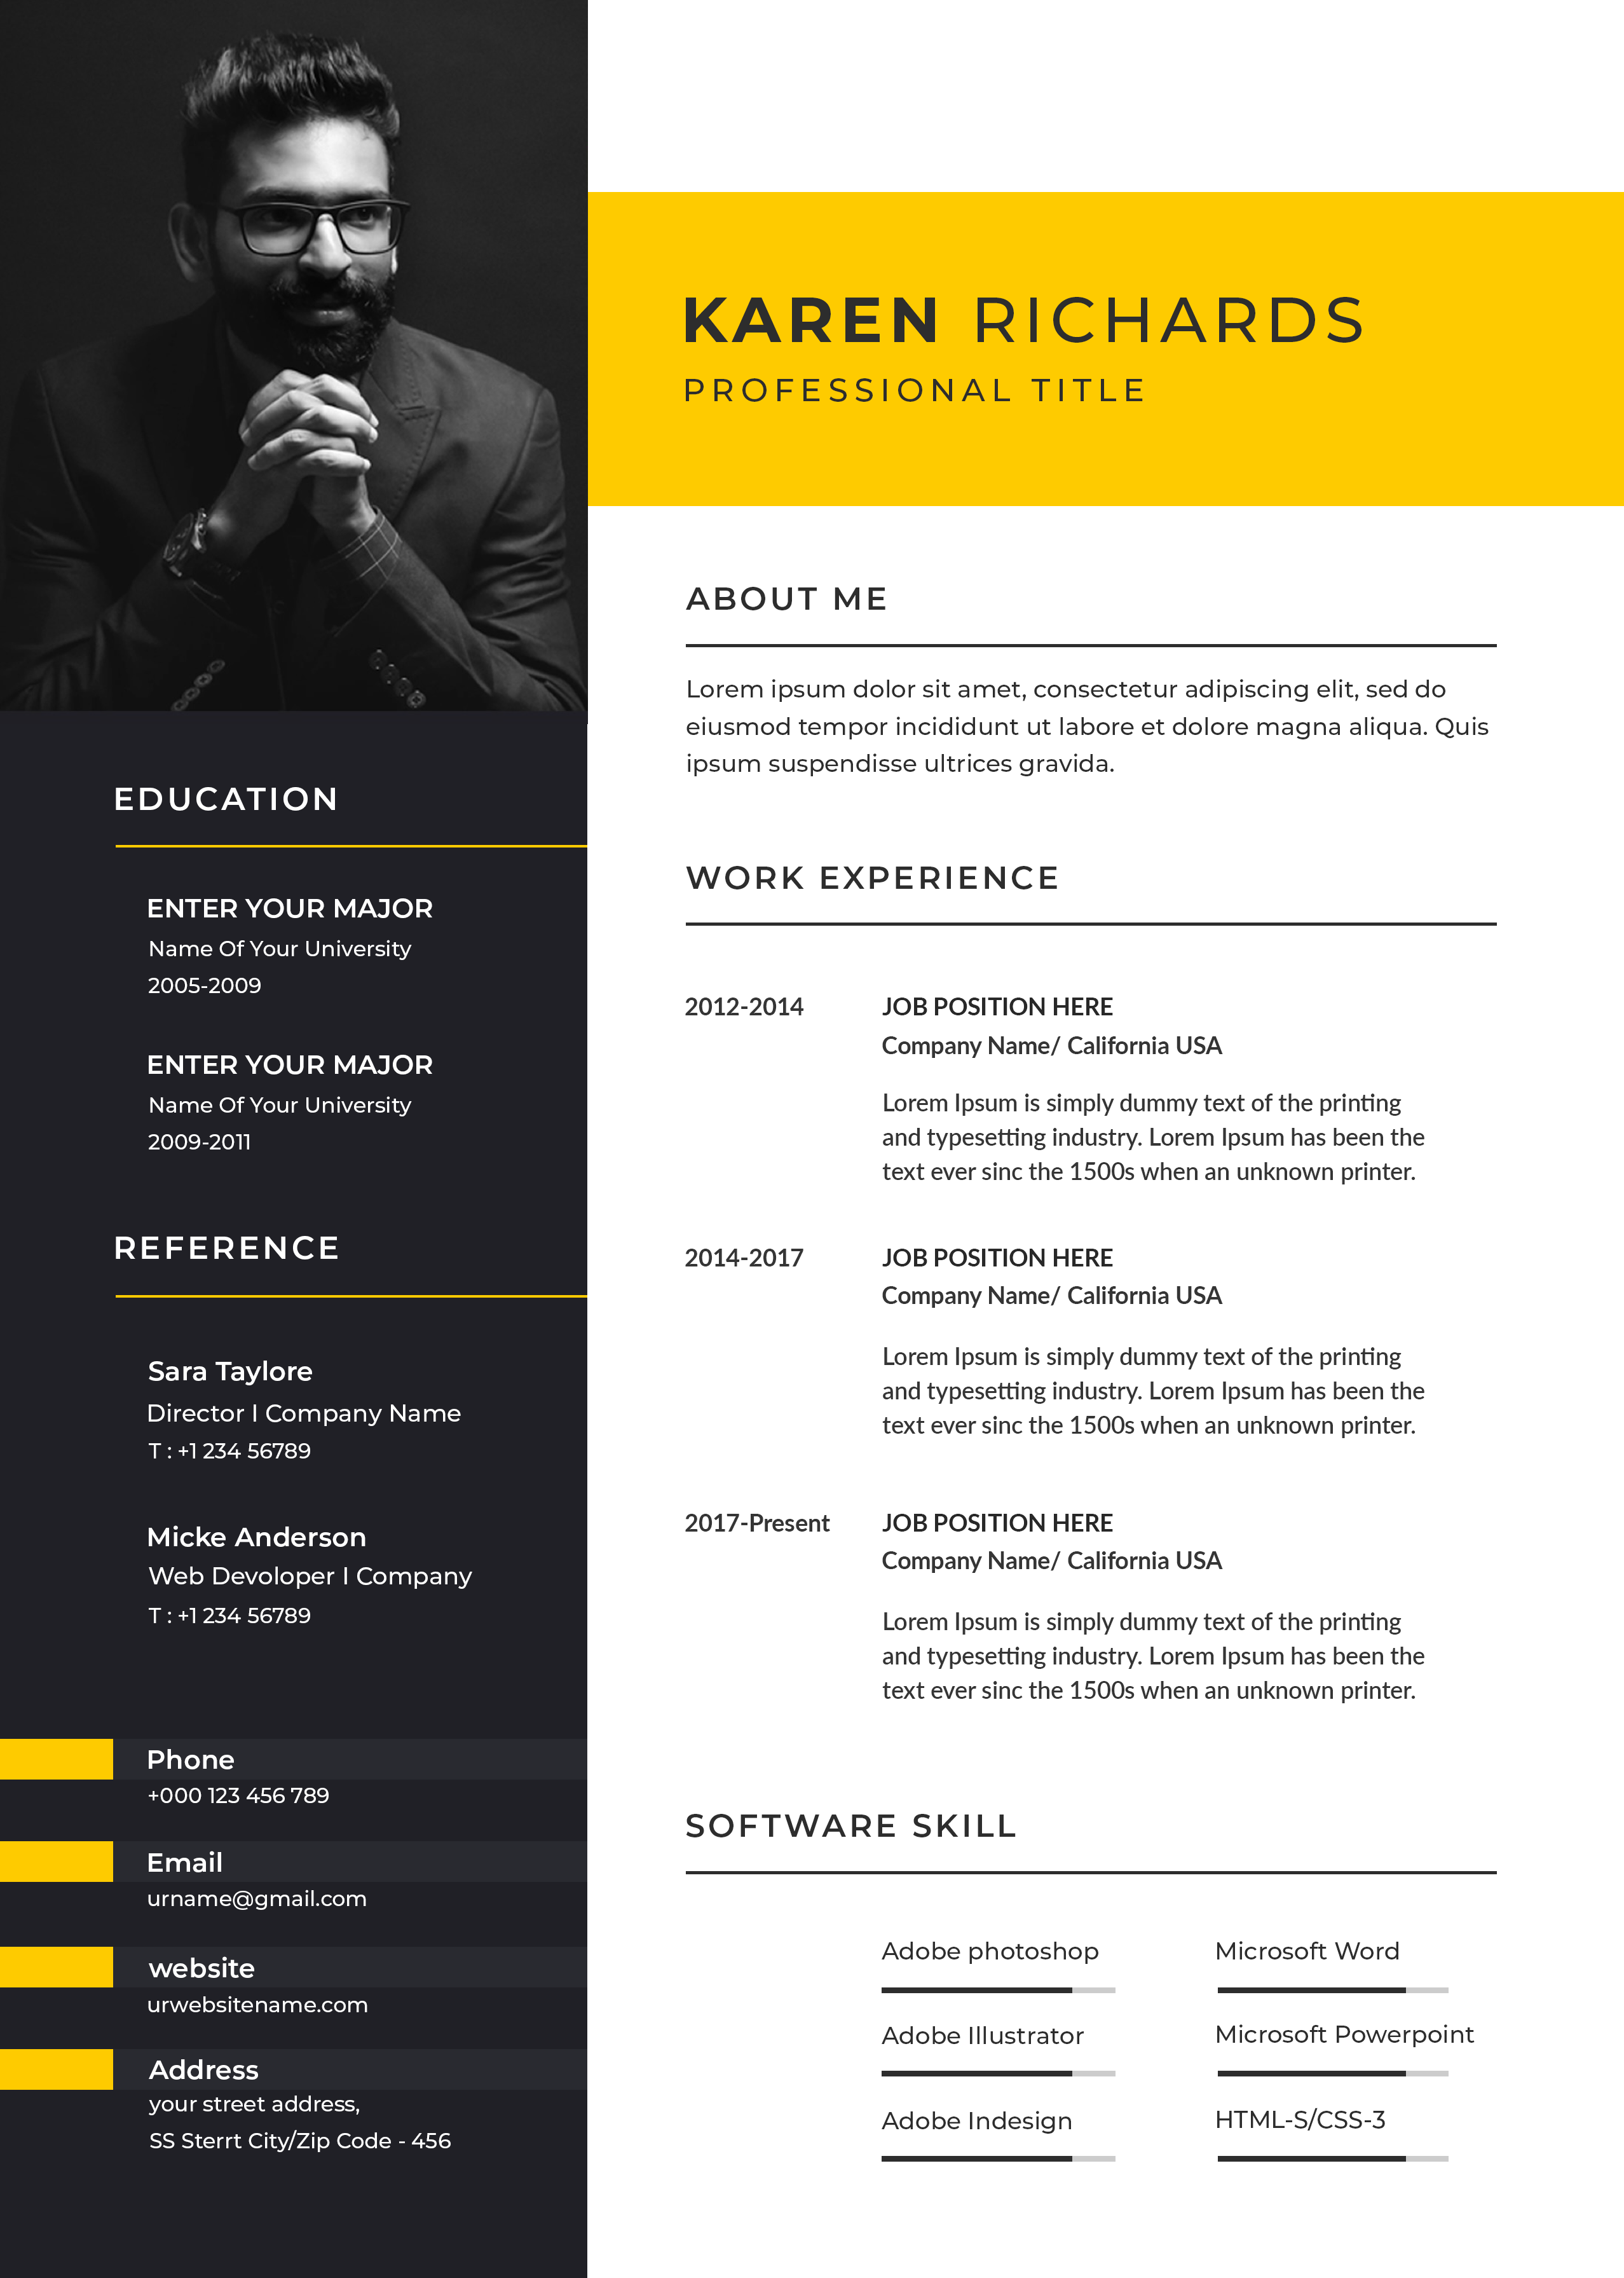 KAREN RICHARDS
PROFESSIONAL TITLE
ABOUT ME
Lorem ipsum dolor sit amet, consectetur adipiscing elit, sed do
eiusmod tempor incididunt ut labore et dolore magna aliqua. Quis
ipsum suspendisse ultrices gravida.
WORK EXPERIENCE
2012-2014
JOB POSITION HERE
Company Name/ California USA
Lorem Ipsum is simply dummy text of the printing
and typesetting industry. Lorem Ipsum has been the
text ever sinc the 1500s when an unknown printer.
2014-2017
JOB POSITION HERE
Company Name/ California USA
Lorem Ipsum is simply dummy text of the printing
and typesetting industry. Lorem Ipsum has been the
text ever sinc the 1500s when an unknown printer.
2017-Present
JOB POSITION HERE
Company Name/ California USA
Lorem Ipsum is simply dummy text of the printing
and typesetting industry. Lorem Ipsum has been the
text ever sinc the 1500s when an unknown printer.
SOFTWARE SKILL
Adobe photoshop
Microsoft Word
Adobe Illustrator
Microsoft Powerpoint
Adobe Indesign
HTML-S/CSS-3
EDUCATION
ENTER YOUR MAJOR
Name Of Your University
2005-2009
ENTER YOUR MAJOR
Name Of Your University
2009-2011
REFERENCE
Sara Taylore
Director I Company Name
T : +1 234 56789
Micke Anderson
Web Devoloper I Company
T : +1 234 56789
Phone
+000 123 456 789
Email
urname@gmail.com
website
urwebsitename.com
Address
your street address,
SS Sterrt City/Zip Code - 456